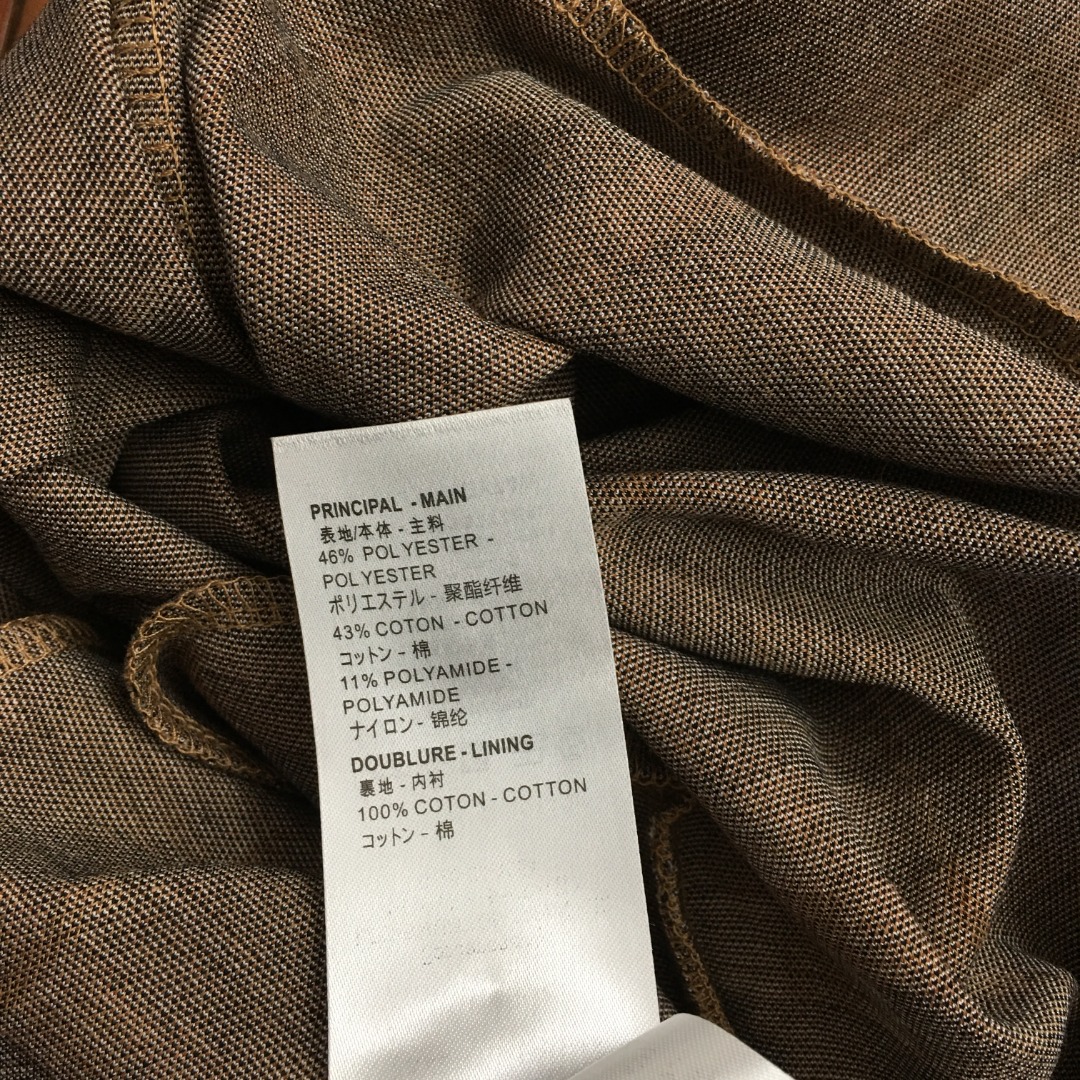 PRINCIPAL - MAIN
表地/本体 - 主料
46% POLYESTER -
POLYESTER
ポリエステル - 聚酯纤维
43% COTON - COTTON
コットン - 棉
11% POLYAMIDE -
POLYAMIDE
ナイロン - 锦纶
DOUBLURE - LINING
裏地 - 内衬
100% COTON - COTTON
コットン - 棉